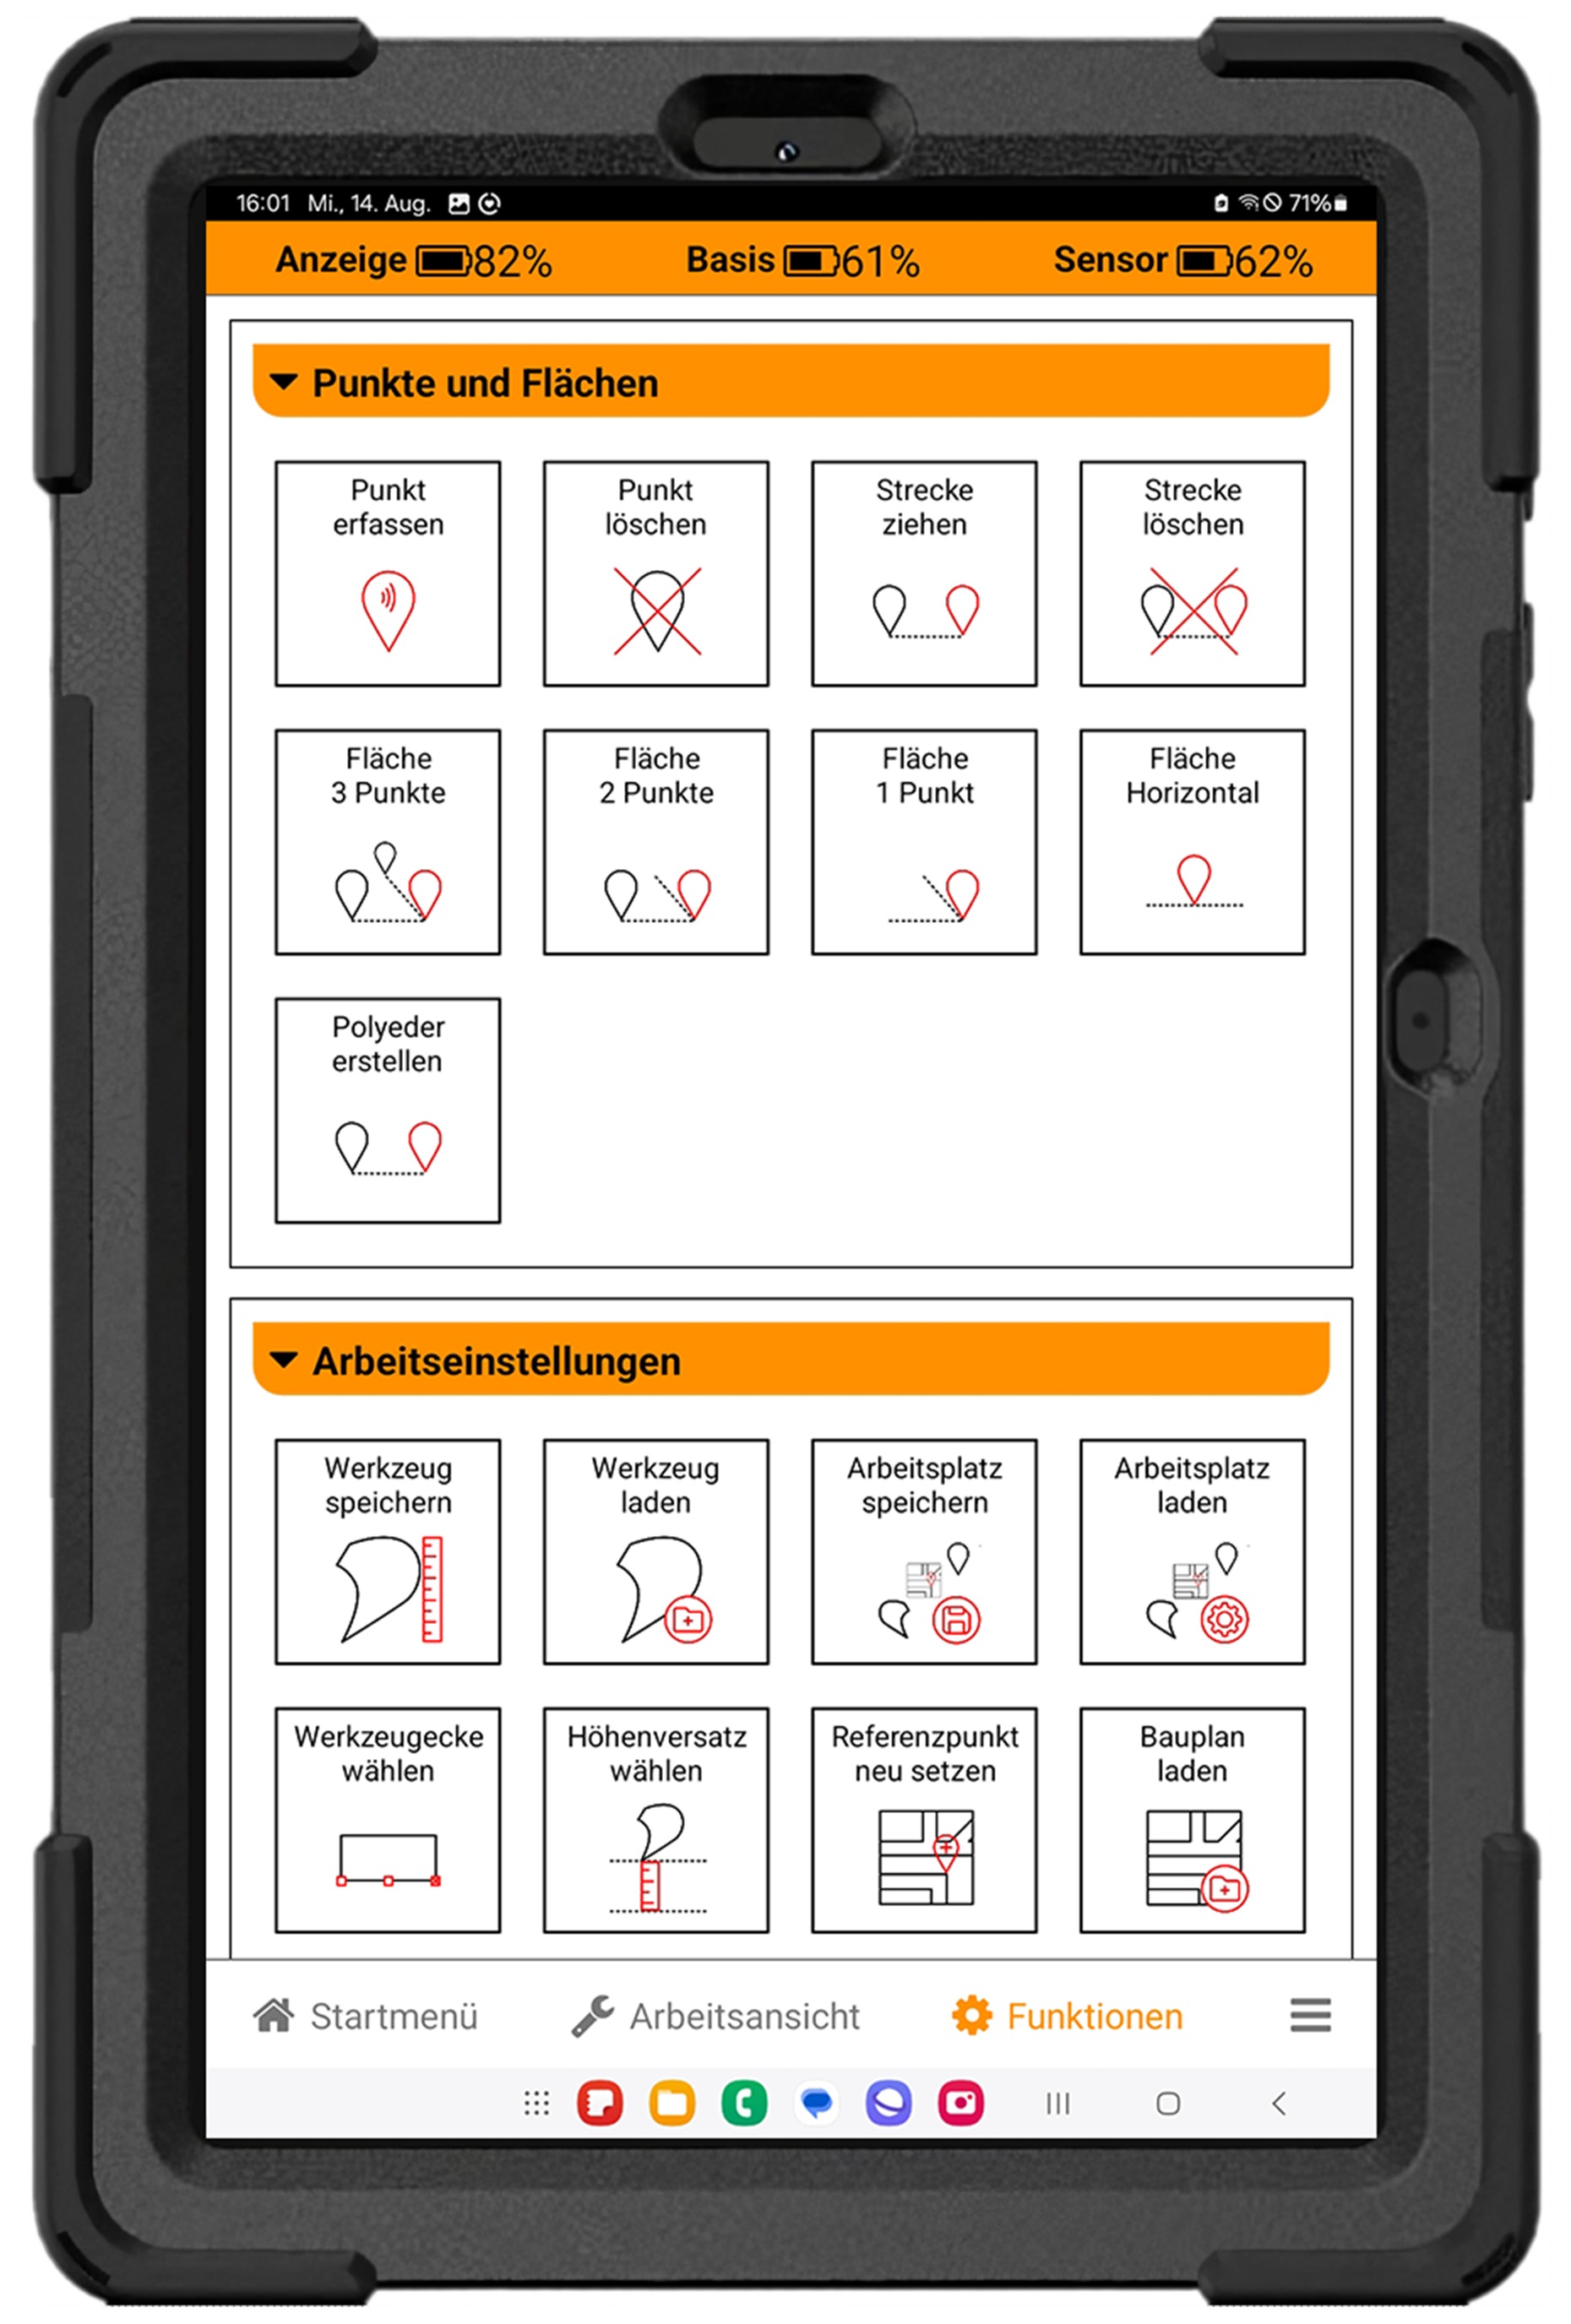 16:01 Mi., 14. Aug. 71%
Anzeige 82% Basis 61% Sensor 62%
Punkte und Flächen
Punkt
erfassen
Punkt
löschen
Strecke
ziehen
Strecke
löschen
Fläche
3 Punkte
Fläche
2 Punkte
Fläche
1 Punkt
Fläche
Horizontal
Polyeder
erstellen
Arbeitseinstellungen
Werkzeug
speichern
Werkzeug
laden
Arbeitsplatz
speichern
Arbeitsplatz
laden
Werkzeugecke
wählen
Höhenversatz
wählen
Referenzpunkt
neu setzen
Bauplan
laden
Startmenü Arbeitsansicht Funktionen